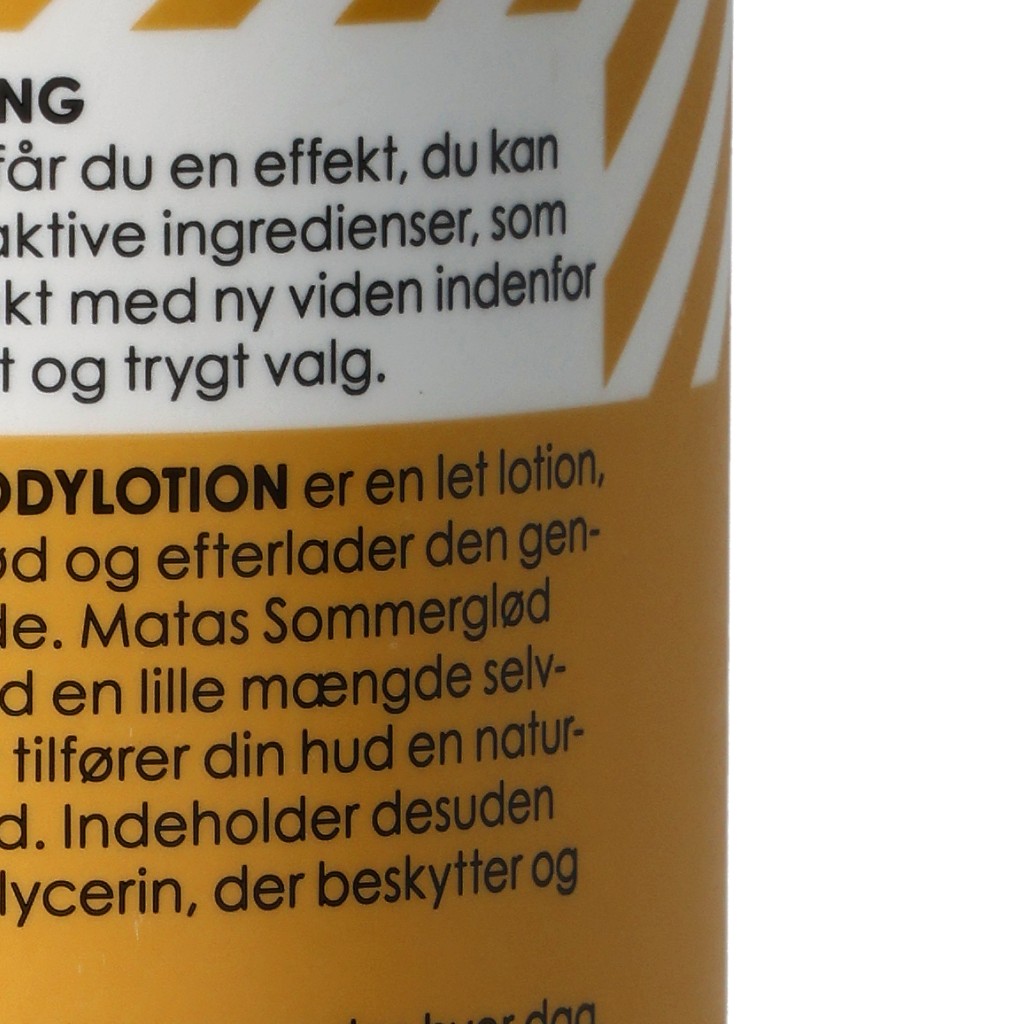 NG
får du en effekt, du kan
aktive ingredienser, som
kt med ny viden indenfor
t og trygt valg.
ODYLOTION er en let lotion,
ød og efterlader den gen-
de. Matas Sommerglød
d en lille mængde selv-
tilfører din hud en natur-
d. Indeholder desuden
lycerin, der beskytter og
hver dag